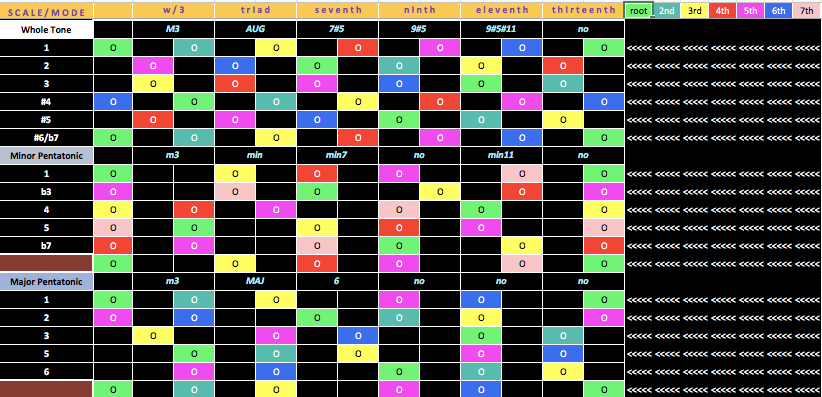 SCALE/MODE w/3 triad seventh ninth eleventh thirteenth root 2nd 3rd 4th 5th 6th 7th
Whole Tone M3 AUG 7#5 9#5 9#5#11 no
1 O O O O O O O <<<<< <<<<< <<<<< <<<<< <<<<< <<<<< <<<<<
2 O O O O O O <<<<< <<<<< <<<<< <<<<< <<<<< <<<<< <<<<<
3 O O O O O O <<<<< <<<<< <<<<< <<<<< <<<<< <<<<< <<<<<
#4 O O O O O O O <<<<< <<<<< <<<<< <<<<< <<<<< <<<<< <<<<<
#5 O O O O O O <<<<< <<<<< <<<<< <<<<< <<<<< <<<<< <<<<<
#6/b7 O O O O O O O <<<<< <<<<< <<<<< <<<<< <<<<< <<<<< <<<<<
Minor Pentatonic m3 min min7 no min11 no
1 O O O O O O <<<<< <<<<< <<<<< <<<<< <<<<< <<<<< <<<<<
b3 O O O O O O <<<<< <<<<< <<<<< <<<<< <<<<< <<<<< <<<<<
4 O O O O O O <<<<< <<<<< <<<<< <<<<< <<<<< <<<<< <<<<<
5 O O O O O O <<<<< <<<<< <<<<< <<<<< <<<<< <<<<< <<<<<
b7 O O O O O O <<<<< <<<<< <<<<< <<<<< <<<<< <<<<< <<<<<
O O O O O O <<<<< <<<<< <<<<< <<<<< <<<<< <<<<< <<<<<
Major Pentatonic m3 MAJ 6 no no no
1 O O O O O O <<<<< <<<<< <<<<< <<<<< <<<<< <<<<< <<<<<
2 O O O O O O <<<<< <<<<< <<<<< <<<<< <<<<< <<<<< <<<<<
3 O O O O O <<<<< <<<<< <<<<< <<<<< <<<<< <<<<< <<<<<
5 O O O O O <<<<< <<<<< <<<<< <<<<< <<<<< <<<<< <<<<<
6 O O O O O <<<<< <<<<< <<<<< <<<<< <<<<< <<<<< <<<<<
O O O O O O <<<<< <<<<< <<<<< <<<<< <<<<< <<<<< <<<<<